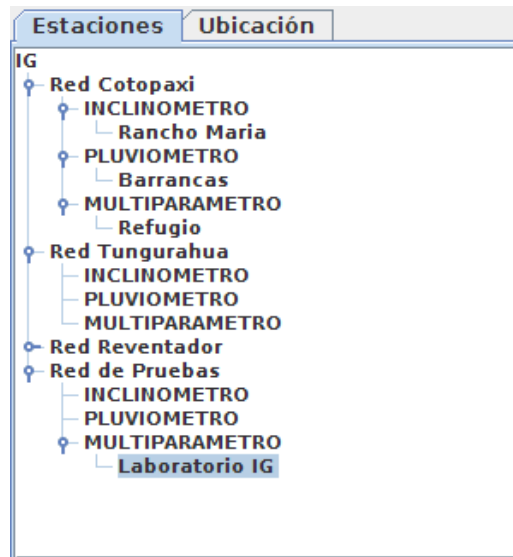 Estaciones Ubicación
IG
Red Cotopaxi
INCLINOMETRO
Rancho Maria
PLUVIOMETRO
Barrancas
MULTIPARAMETRO
Refugio
Red Tungurahua
INCLINOMETRO
PLUVIOMETRO
MULTIPARAMETRO
Red Reventador
Red de Pruebas
INCLINOMETRO
PLUVIOMETRO
MULTIPARAMETRO
Laboratorio IG